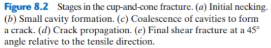 Figure 8.2 Stages in the cup-and-cone fracture. (a) Initial necking.
(b) Small cavity formation. (c) Coalescence of cavities to form
a crack. (d) Crack propagation. (e) Final shear fracture at a 45°
angle relative to the tensile direction.